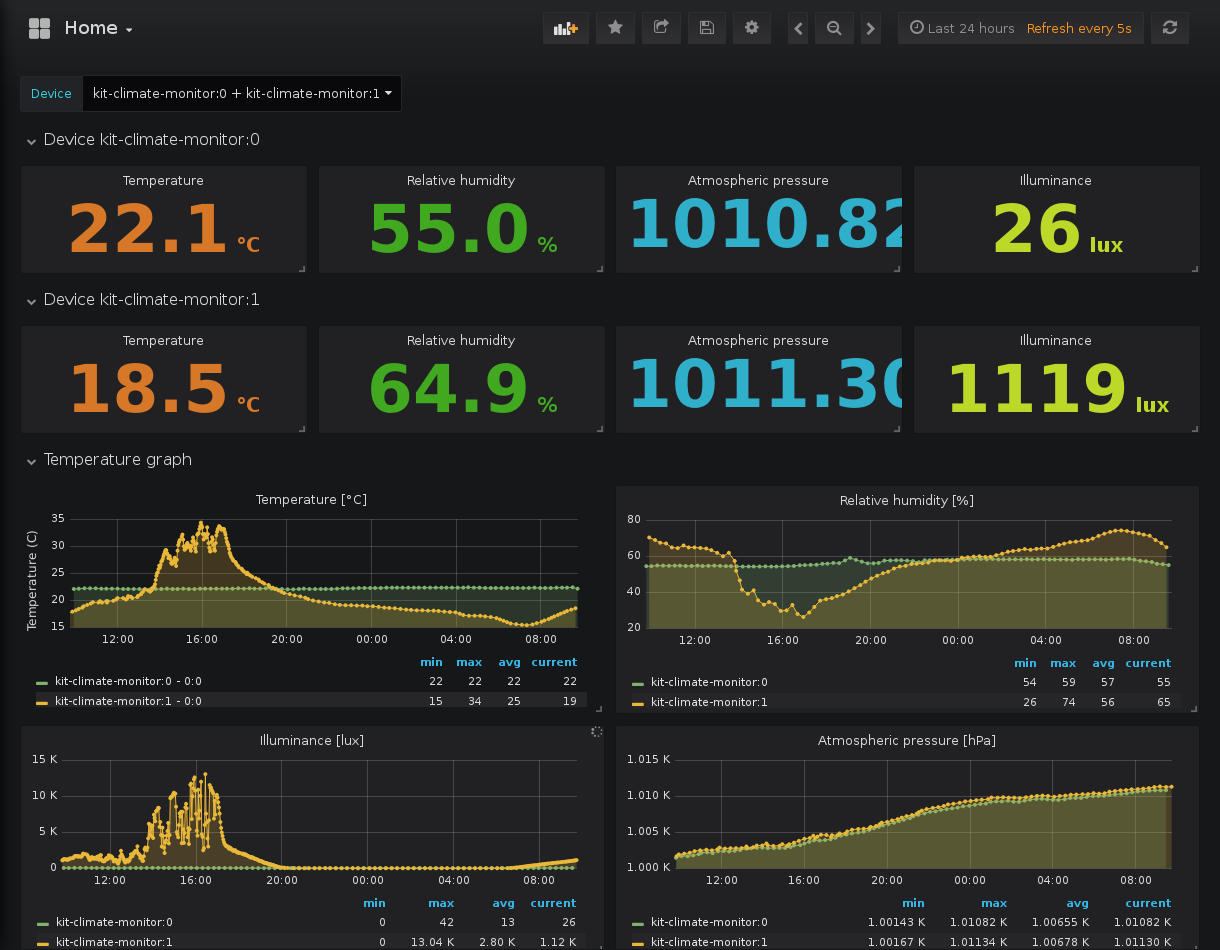 Home
Last 24 hours Refresh every 5s
Device kit-climate-monitor:0 + kit-climate-monitor:1
Device kit-climate-monitor:0
Temperature Relative humidity Atmospheric pressure Illuminance
22.1 °C 55.0 % 1010.82 26 lux
Device kit-climate-monitor:1
Temperature Relative humidity Atmospheric pressure Illuminance
18.5 °C 64.9 % 1011.30 1119 lux
Temperature graph
Temperature [°C]
Temperature (C)
35
30
25
20
15
12:00 16:00 20:00 00:00 04:00 08:00
min max avg current
kit-climate-monitor:0 - 0:0 22 22 22 22
kit-climate-monitor:1 - 0:0 15 34 25 19
Relative humidity [%]
80
60
40
20
12:00 16:00 20:00 00:00 04:00 08:00
min max avg current
kit-climate-monitor:0 54 59 57 55
kit-climate-monitor:1 26 74 56 65
Illuminance [lux]
15 K
10 K
5 K
0
12:00 16:00 20:00 00:00 04:00 08:00
min max avg current
kit-climate-monitor:0 0 42 13 26
kit-climate-monitor:1 0 13.04 K 2.80 K 1.12 K
Atmospheric pressure [hPa]
1.015 K
1.010 K
1.005 K
1.000 K
12:00 16:00 20:00 00:00 04:00 08:00
min max avg current
kit-climate-monitor:0 1.00143 K 1.01082 K 1.00655 K 1.01082 K
kit-climate-monitor:1 1.00167 K 1.01134 K 1.00678 K 1.01130 K